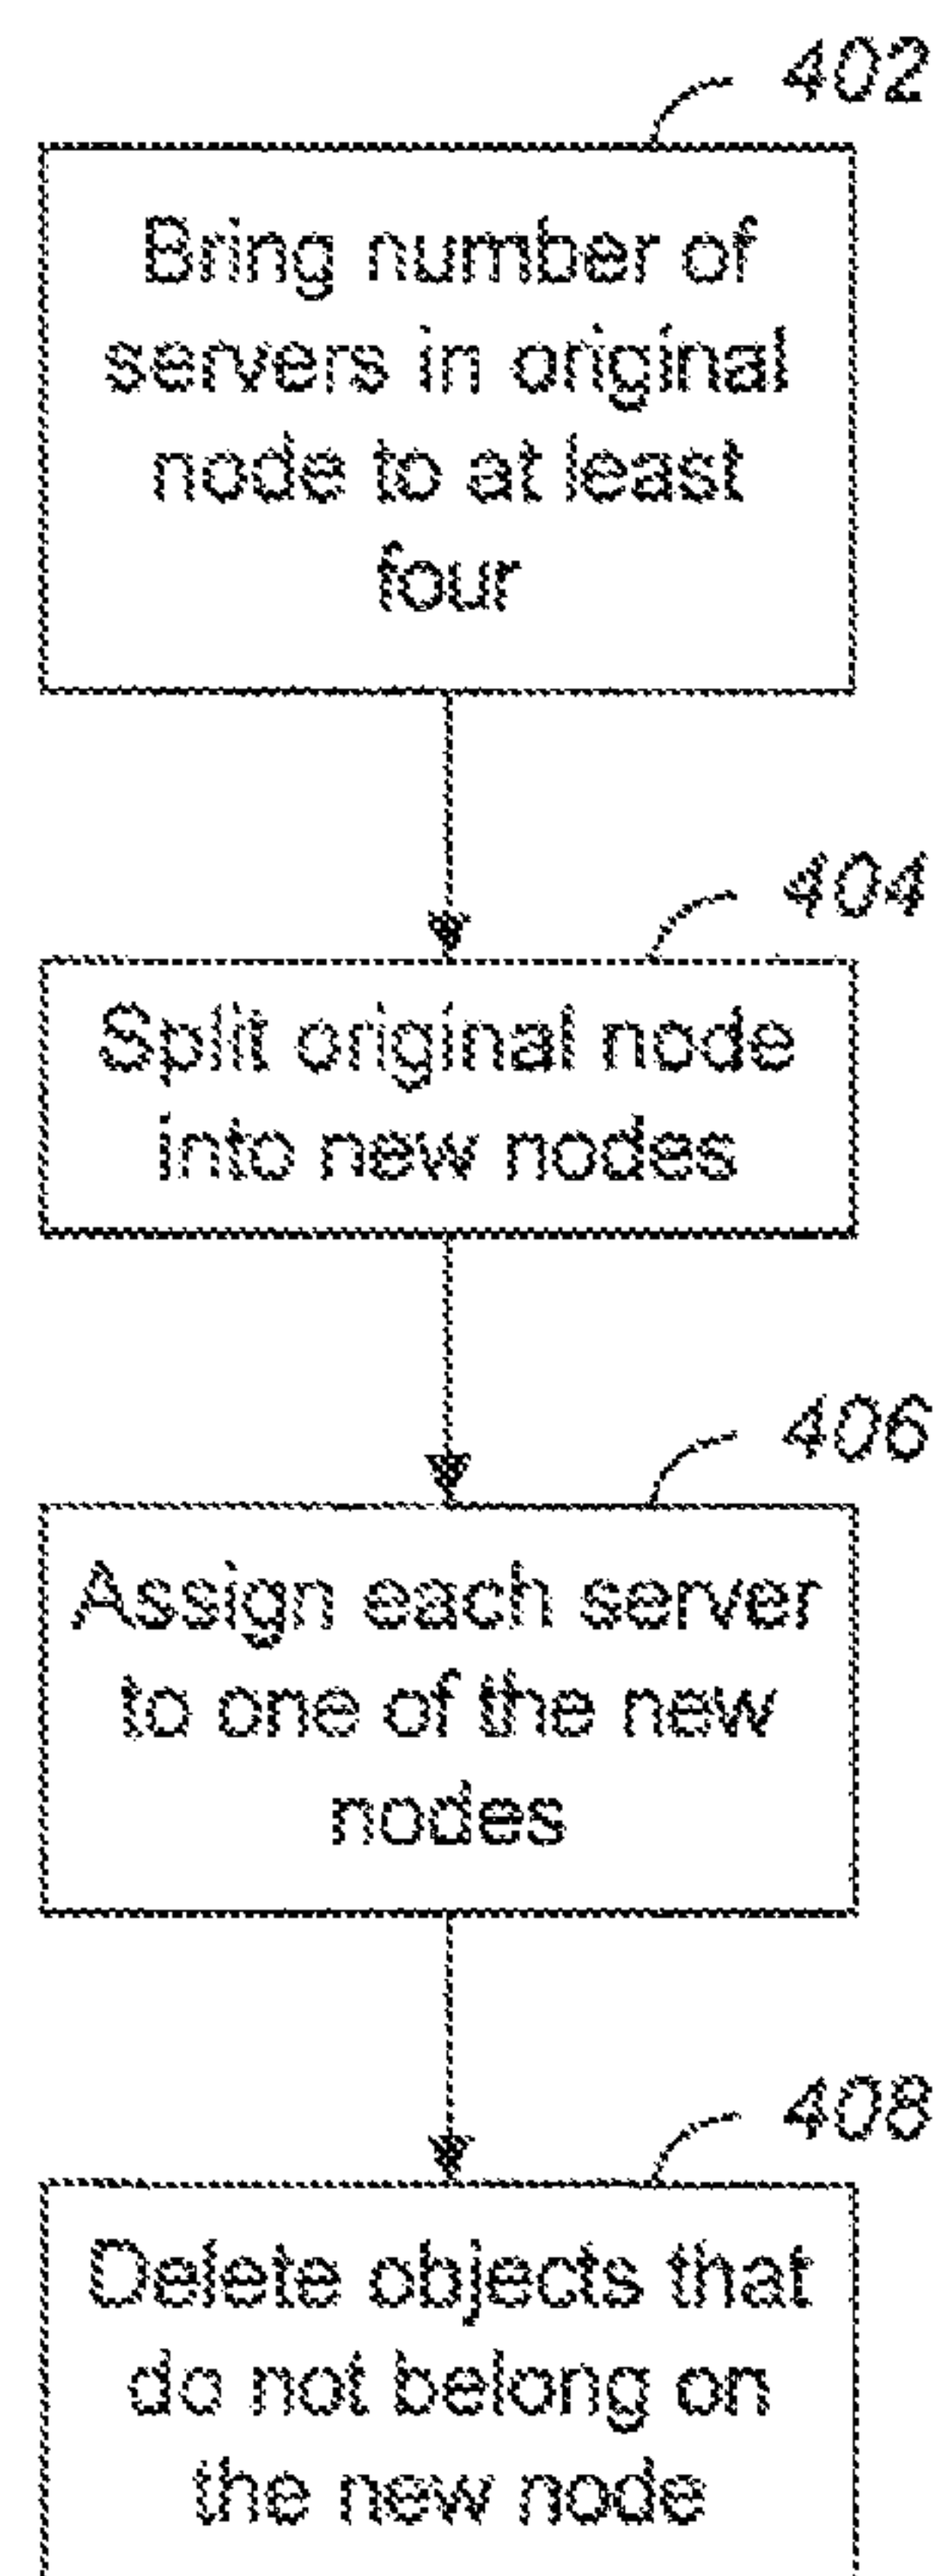 402
Bring number of
servers in original
node to at least
four
404
Split original node
into new nodes
406
Assign each server
to one of the new
nodes
408
Delete objects that
do not belong on
the new node